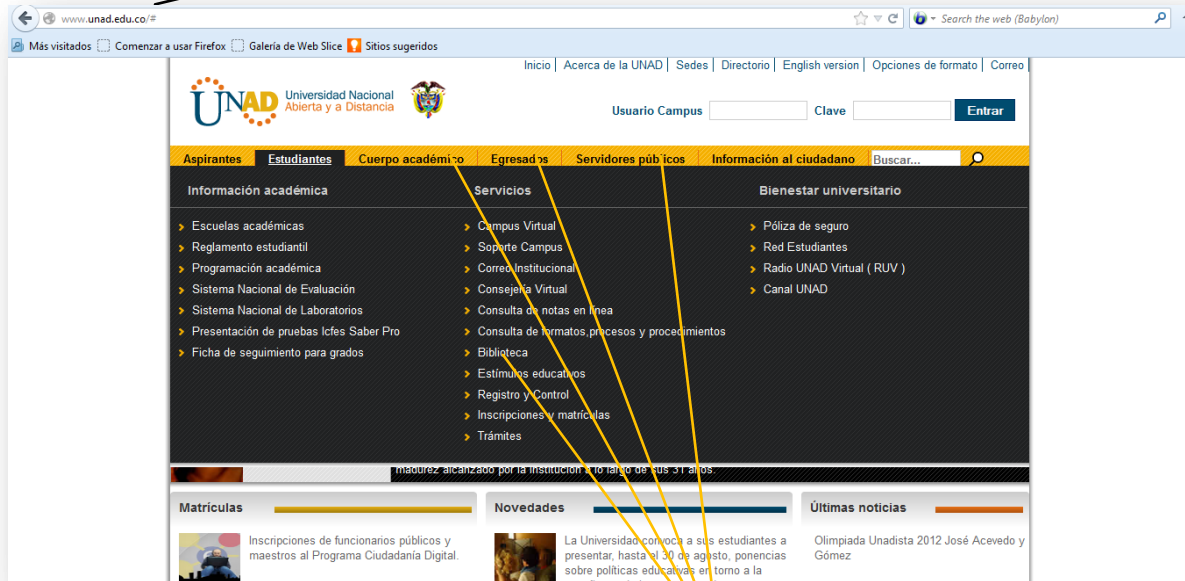 www.unad.edu.co/#
Search the web (Babylon)
Más visitados Comenzar a usar Firefox Galería de Web Slice Sitios sugeridos
Inicio | Acerca de la UNAD | Sedes | Directorio | English version | Opciones de formato | Correo |
UNAD Universidad Nacional
Abierta y a Distancia
Usuario Campus Clave Entrar
Aspirantes Estudiantes Cuerpo académico Egresados Servidores públicos Información al ciudadano Buscar...
Información académica
Escuelas académicas
Reglamento estudiantil
Programación académica
Sistema Nacional de Evaluación
Sistema Nacional de Laboratorios
Presentación de pruebas Icfes Saber Pro
Ficha de seguimiento para grados
Servicios
Campus Virtual
Soporte Campus
Correo Institucional
Consejería Virtual
Consulta de notas en línea
Consulta de formatos,procesos y procedimientos
Biblioteca
Estímulos educativos
Registro y Control
Inscripciones y matrículas
Trámites
Bienestar universitario
Póliza de seguro
Red Estudiantes
Radio UNAD Virtual ( RUV )
Canal UNAD
madurez alcanzado por la institución a lo largo de sus 31 años.
Matrículas
Inscripciones de funcionarios públicos y
maestros al Programa Ciudadanía Digital.
Novedades
La Universidad convoca a sus estudiantes a
presentar, hasta el 30 de agosto, ponencias
sobre políticas educativas en torno a la
Últimas noticias
Olimpiada Unadista 2012 José Acevedo y
Gómez